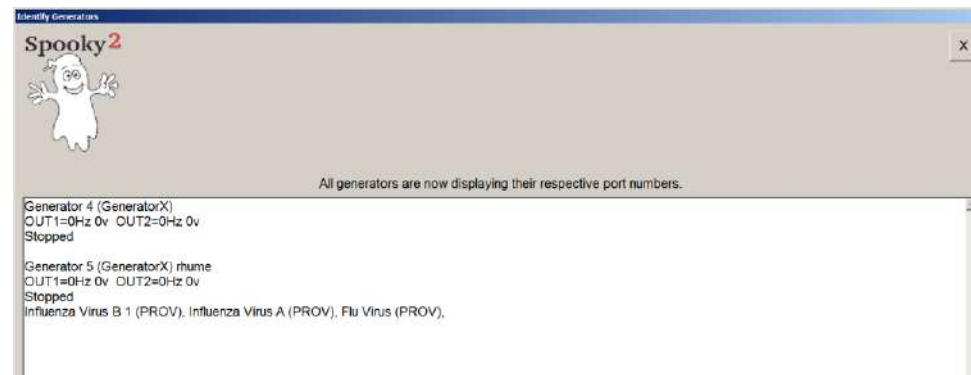 Identify Generators
Spooky2
X
All generators are now displaying their respective port numbers.
Generator 4 (GeneratorX)
OUT1=0Hz 0v OUT2=0Hz 0v
Stopped
Generator 5 (GeneratorX) rhume
OUT1=0Hz 0v OUT2=0Hz 0v
Stopped
Influenza Virus B 1 (PROV), Influenza Virus A (PROV), Flu Virus (PROV),